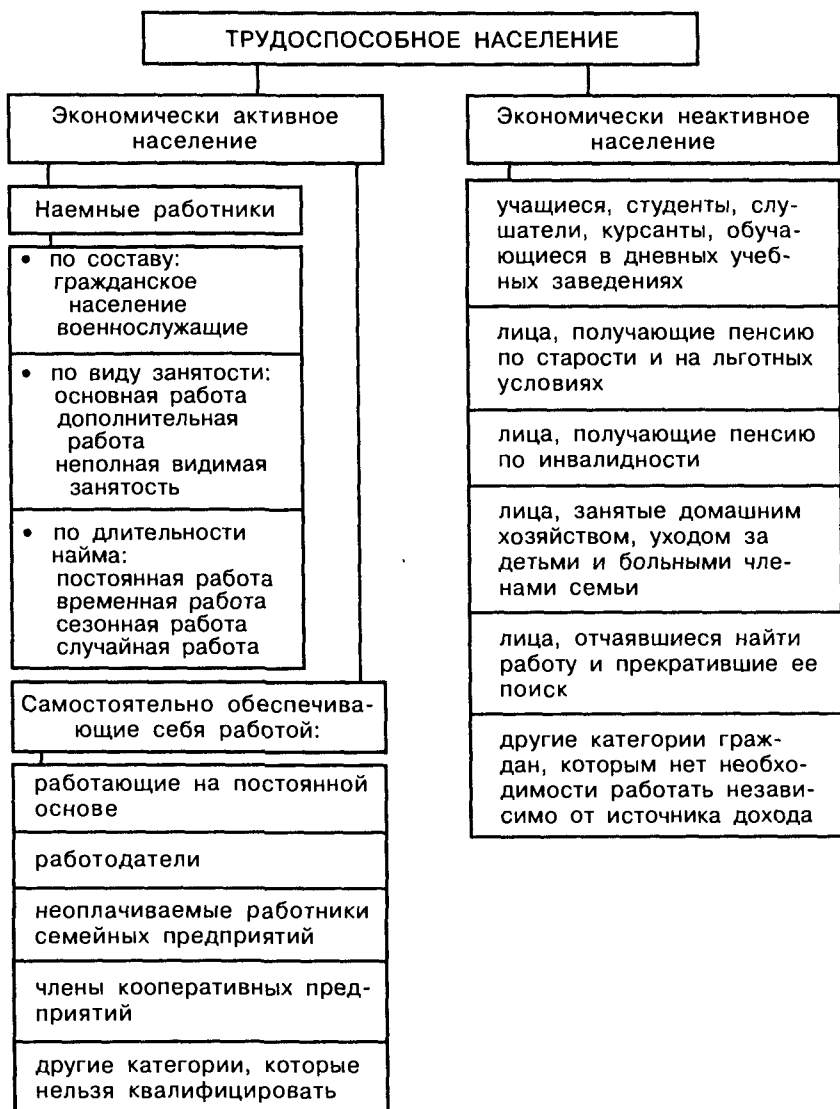 ТРУДОСПОСОБНОЕ НАСЕЛЕНИЕ
Экономически активное
население
Наемные работники
• по составу:
гражданское
население
военнослужащие
• по виду занятости:
основная работа
дополнительная
работа
неполная видимая
занятость
• по длительности
найма:
постоянная работа
временная работа
сезонная работа
случайная работа
Самостоятельно обеспечива-
ющие себя работой:
работающие на постоянной
основе
работодатели
неоплачиваемые работники
семейных предприятий
члены кооперативных пред-
приятий
другие категории, которые
нельзя квалифицировать
Экономически неактивное
население
учащиеся, студенты, слу-
шатели, курсанты, обуча-
ющиеся в дневных учеб-
ных заведениях
лица, получающие пенсию
по старости и на льготных
условиях
лица, получающие пенсию
по инвалидности
лица, занятые домашним
хозяйством, уходом за
детьми и больными чле-
нами семьи
лица, отчаявшиеся найти
работу и прекратившие ее
поиск
другие категории граж-
дан, которым нет необхо-
димости работать незави-
симо от источника дохода